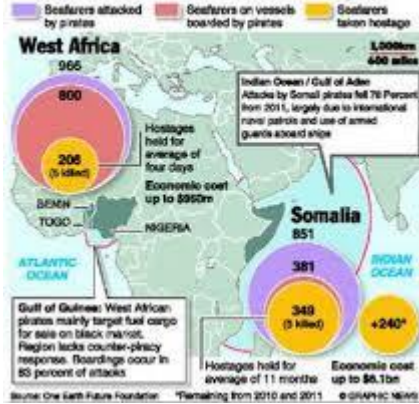 Seafarers attacked
by pirates
Seafarers on vessels
boarded by pirates
Seafarers
taken hostage
West Africa
966
800
206
(5 killed)
Hostages
held for
average of
four days
Economic cost
up to $950m
1,000km
600 miles
Indian Ocean / Gulf of Aden
Attacks by Somali pirates fell 78 Percent
from 2011, largely due to international
naval patrols and use of armed
guards aboard ships
BENIN
TOGO
NIGERIA
ATLANTIC
OCEAN
Somalia
851
381
349
(5 killed)
+240*
INDIAN
OCEAN
Gulf of Guinea: West African
pirates mainly target fuel cargo
for sale on black market.
Region lacks counter-piracy
response. Boardings occur in
83 percent of attacks
Hostages held for
average of 11 months
Economic cost
up to $6.1bn
Source: One Earth Future Foundation
*Remaining from 2010 and 2011
© GRAPHIC NEWS